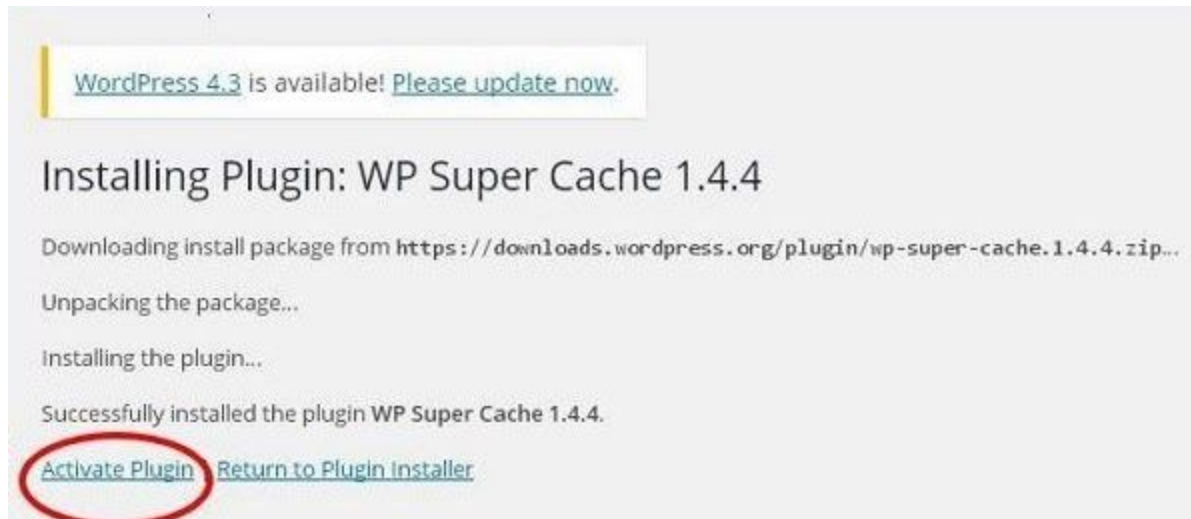 WordPress 4.3 is available! Please update now.
Installing Plugin: WP Super Cache 1.4.4
Downloading install package from https://downloads.wordpress.org/plugin/wp-super-cache.1.4.4.zip…
Unpacking the package…
Installing the plugin…
Successfully installed the plugin WP Super Cache 1.4.4.
Activate Plugin | Return to Plugin Installer